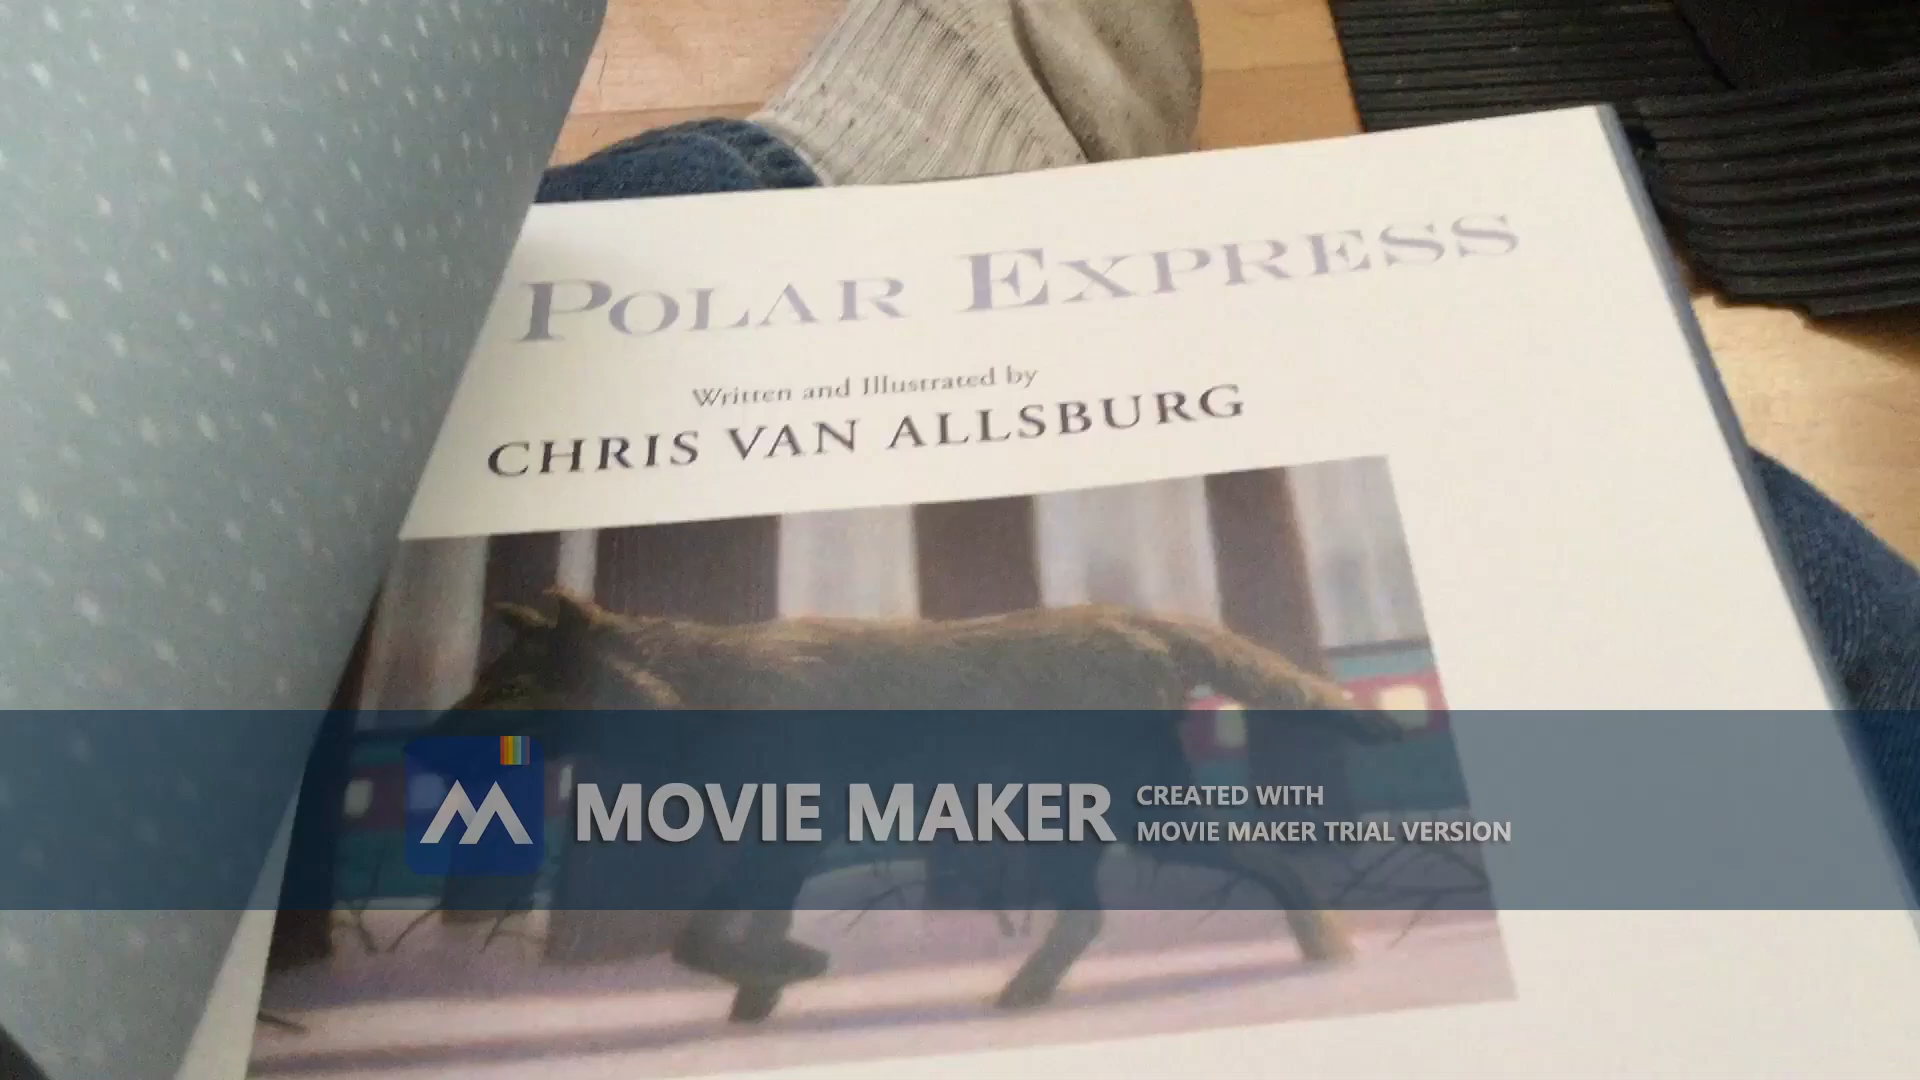 POLAR EXPRESS
Written and Illustrated by
CHRIS VAN ALLSBURG
MOVIE MAKER
CREATED WITH
MOVIE MAKER TRIAL VERSION